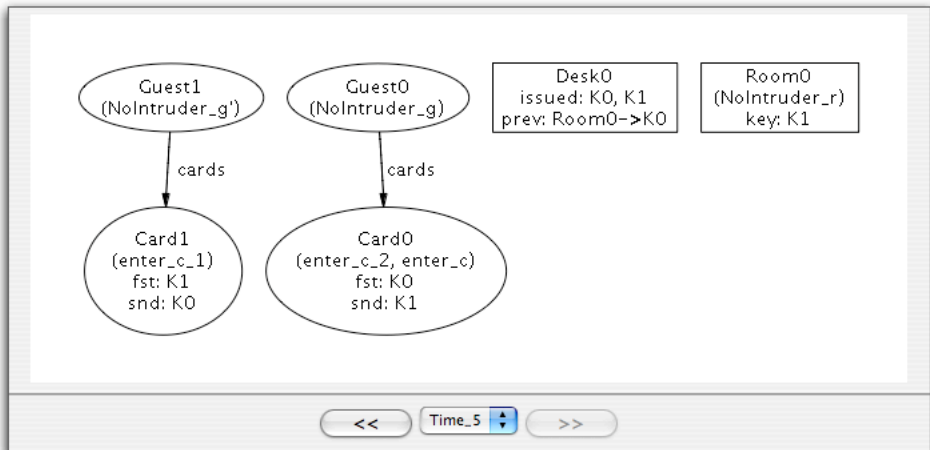 Guest1
(NoIntruder_g')
Guest0
(NoIntruder_g)
Desk0
issued: K0, K1
prev: Room0->K0
Room0
(NoIntruder_r)
key: K1
cards
cards
Card1
(enter_c_1)
fst: K1
snd: K0
Card0
(enter_c_2, enter_c)
fst: K0
snd: K1
<< Time_5 >>